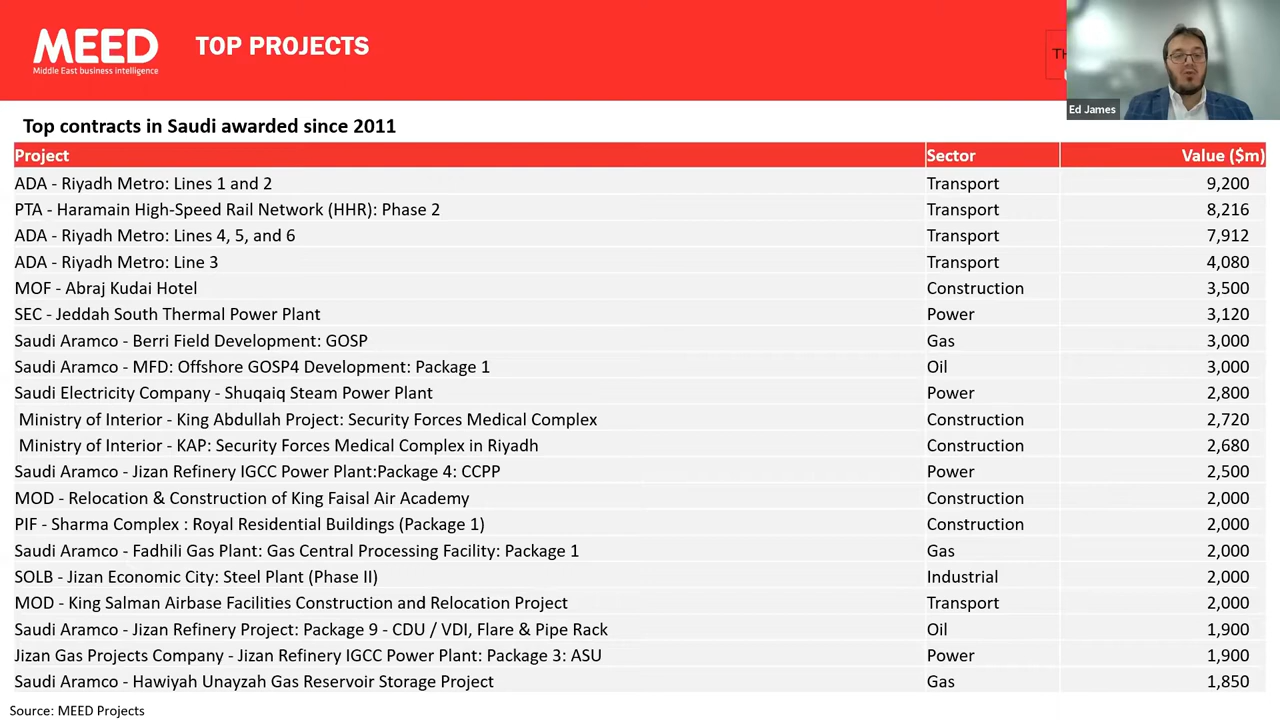 MEED
Middle East business intelligence
TOP PROJECTS
TH
Ed James
Top contracts in Saudi awarded since 2011
Project Sector Value ($m)
ADA - Riyadh Metro: Lines 1 and 2 Transport 9,200
PTA - Haramain High-Speed Rail Network (HHR): Phase 2 Transport 8,216
ADA - Riyadh Metro: Lines 4, 5, and 6 Transport 7,912
ADA - Riyadh Metro: Line 3 Transport 4,080
MOF - Abraj Kudai Hotel Construction 3,500
SEC - Jeddah South Thermal Power Plant Power 3,120
Saudi Aramco - Berri Field Development: GOSP Gas 3,000
Saudi Aramco - MFD: Offshore GOSP4 Development: Package 1 Oil 3,000
Saudi Electricity Company - Shuqaiq Steam Power Plant Power 2,800
Ministry of Interior - King Abdullah Project: Security Forces Medical Complex Construction 2,720
Ministry of Interior - KAP: Security Forces Medical Complex in Riyadh Construction 2,680
Saudi Aramco - Jizan Refinery IGCC Power Plant:Package 4: CCPP Power 2,500
MOD - Relocation & Construction of King Faisal Air Academy Construction 2,000
PIF - Sharma Complex : Royal Residential Buildings (Package 1) Construction 2,000
Saudi Aramco - Fadhili Gas Plant: Gas Central Processing Facility: Package 1 Gas 2,000
SOLB - Jizan Economic City: Steel Plant (Phase II) Industrial 2,000
MOD - King Salman Airbase Facilities Construction and Relocation Project Transport 2,000
Saudi Aramco - Jizan Refinery Project: Package 9 - CDU / VDI, Flare & Pipe Rack Oil 1,900
Jizan Gas Projects Company - Jizan Refinery IGCC Power Plant: Package 3: ASU Power 1,900
Saudi Aramco - Hawiyah Unayzah Gas Reservoir Storage Project Gas 1,850
Source: MEED Projects